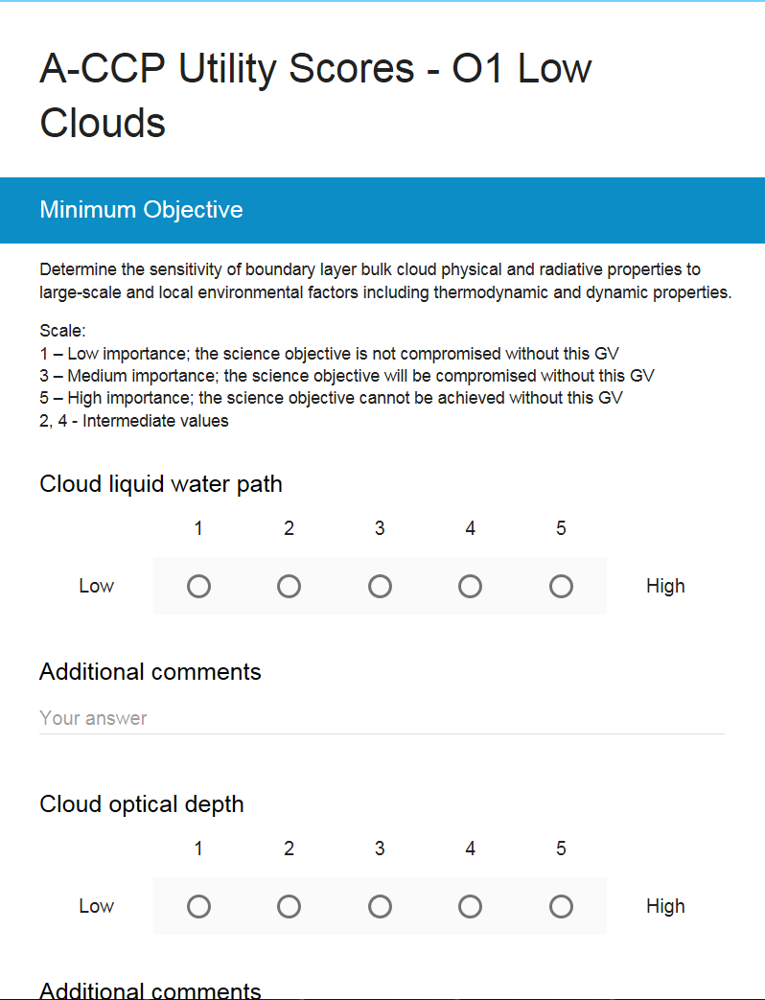 A-CCP Utility Scores - O1 Low
Clouds
Minimum Objective
Determine the sensitivity of boundary layer bulk cloud physical and radiative properties to
large-scale and local environmental factors including thermodynamic and dynamic properties.
Scale:
1 – Low importance; the science objective is not compromised without this GV
3 – Medium importance; the science objective will be compromised without this GV
5 – High importance; the science objective cannot be achieved without this GV
2, 4 - Intermediate values
Cloud liquid water path
1 2 3 4 5
Low High
Additional comments
Your answer
Cloud optical depth
1 2 3 4 5
Low High
Additional comments